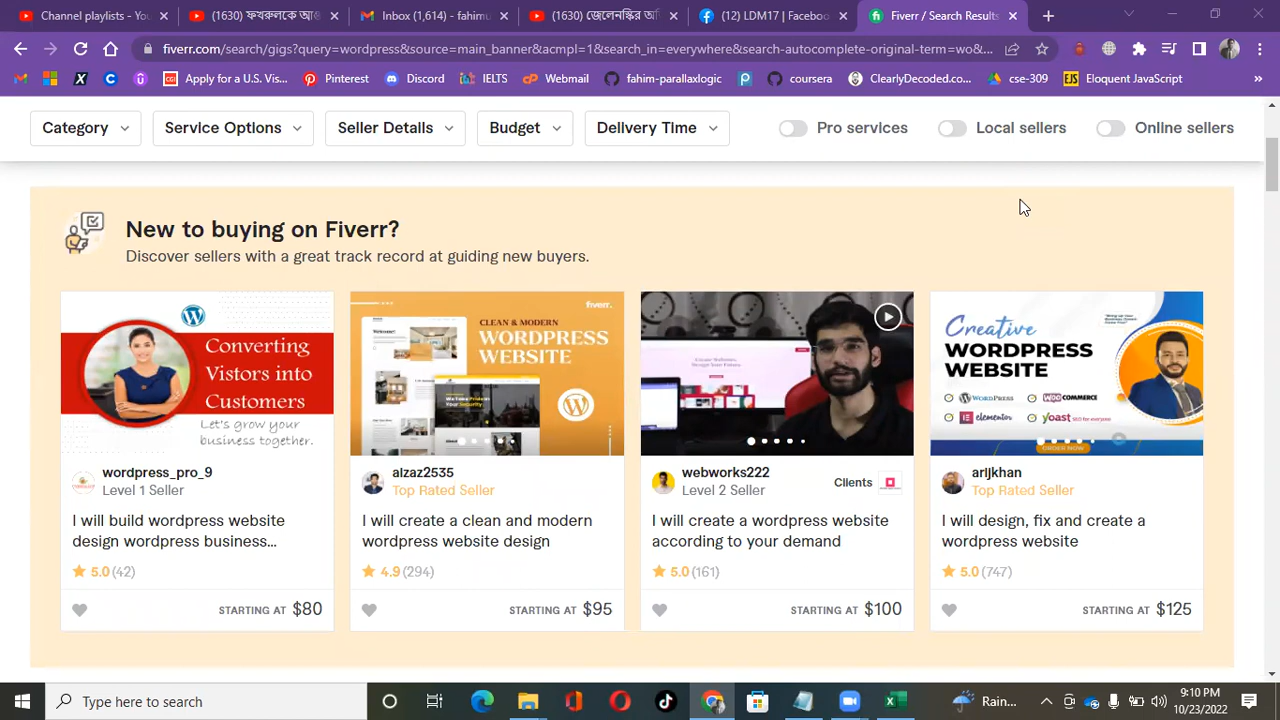 Channel playlists - You
(1630) ফখরুলকে আও
Inbox (1,614) - fahimu
(1630) জেলেনস্কির অ
(12) LDM17 | Faceboo
Fiverr / Search Results
fiverr.com/search/gigs?query=wordpress&source=main_banner&acmpl=1&search_in=everywhere&search-autocomplete-original-term=wo&...
Apply for a U.S. Vis...
Pinterest
Discord
IELTS
Webmail
fahim-parallaxlogic
coursera
ClearlyDecoded.co...
cse-309
Eloquent JavaScript
Category
Service Options
Seller Details
Budget
Delivery Time
Pro services
Local sellers
Online sellers
New to buying on Fiverr?
Discover sellers with a great track record at guiding new buyers.
Converting
Vistors into
Customers
Let's grow your
business together.
wordpress_pro_9
Level 1 Seller
I will build wordpress website
design wordpress business...
5.0 (42)
STARTING AT $80
fiverr.
CLEAN & MODERN
WORDPRESS
WEBSITE
alzaz2535
Top Rated Seller
I will create a clean and modern
wordpress website design
4.9 (294)
STARTING AT $95
webworks222
Level 2 Seller
Clients
I will create a wordpress website
according to your demand
5.0 (161)
STARTING AT $100
Creative
WORDPRESS
WEBSITE
WORDPRESS
WOO COMMERCE
elementor
yoast
ORDER NOW
arijkhan
Top Rated Seller
I will design, fix and create a
wordpress website
5.0 (747)
STARTING AT $125
Type here to search
Rain...
9:10 PM
10/23/2022